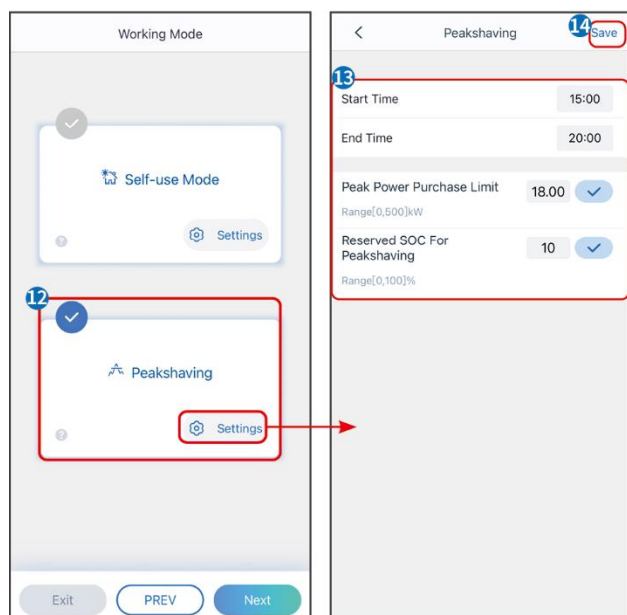 Working Mode
Self-use Mode
Settings
12
Peakshaving
Settings
Exit
PREV
Next
Peakshaving
14
Save
13
Start Time
15:00
End Time
20:00
Peak Power Purchase Limit
18.00
Range[0,500]kW
Reserved SOC For
Peakshaving
10
Range[0,100]%